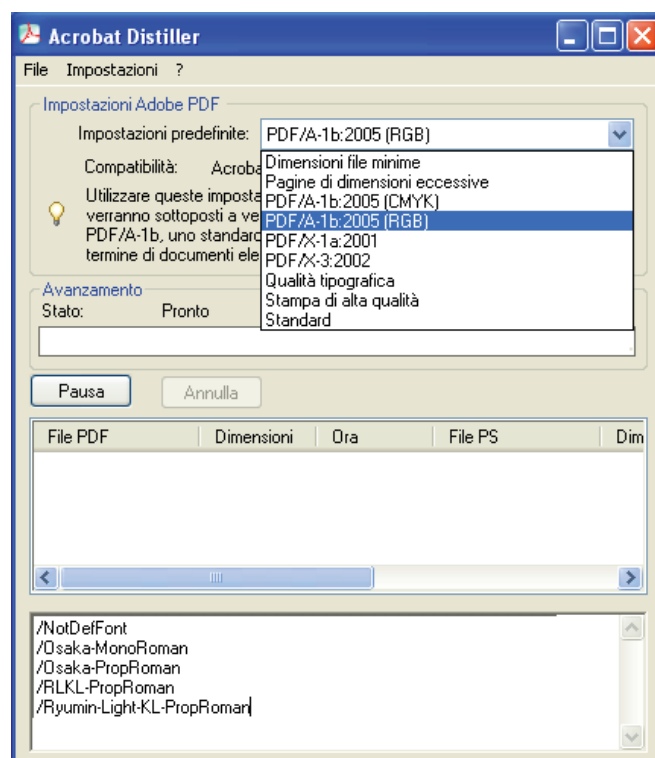 Acrobat Distiller
File Impostazioni ?
Impostazioni Adobe PDF
Impostazioni predefinite: PDF/A-1b:2005 (RGB)
Compatibilità: Acroba
Utilizzare queste imposta
verranno sottoposti a ve
PDF/A-1b, uno standard
termine di documenti ele
Dimensioni file minime
Pagine di dimensioni eccessive
PDF/A-1b:2005 (CMYK)
PDF/A-1b:2005 (RGB)
PDF/X-1a:2001
PDF/X-3:2002
Qualità tipografica
Stampa di alta qualità
Standard
Avanzamento
Stato: Pronto
Pausa Annulla
File PDF Dimensioni Ora File PS Dim
/NotDefFont
/Osaka-MonoRoman
/Osaka-PropRoman
/RLKL-PropRoman
/Ryumin-Light-KL-PropRoman